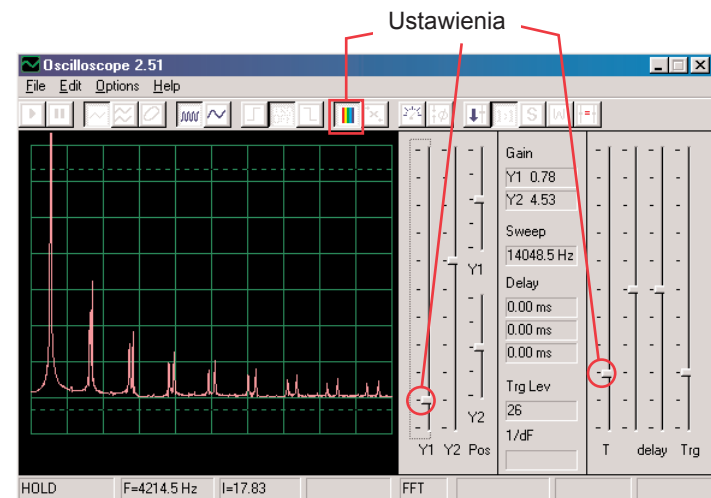 Ustawienia
Oscilloscope 2.51
File Edit Options Help
1:1 S W
Gain
Y1 0.78
Y2 4.53
Sweep
14048.5 Hz
Delay
0.00 ms
0.00 ms
0.00 ms
Trg Lev
26
1/dF
Y1
Y2
Y1 Y2 Pos
T delay Trg
HOLD F=4214.5 Hz I=17.83 FFT